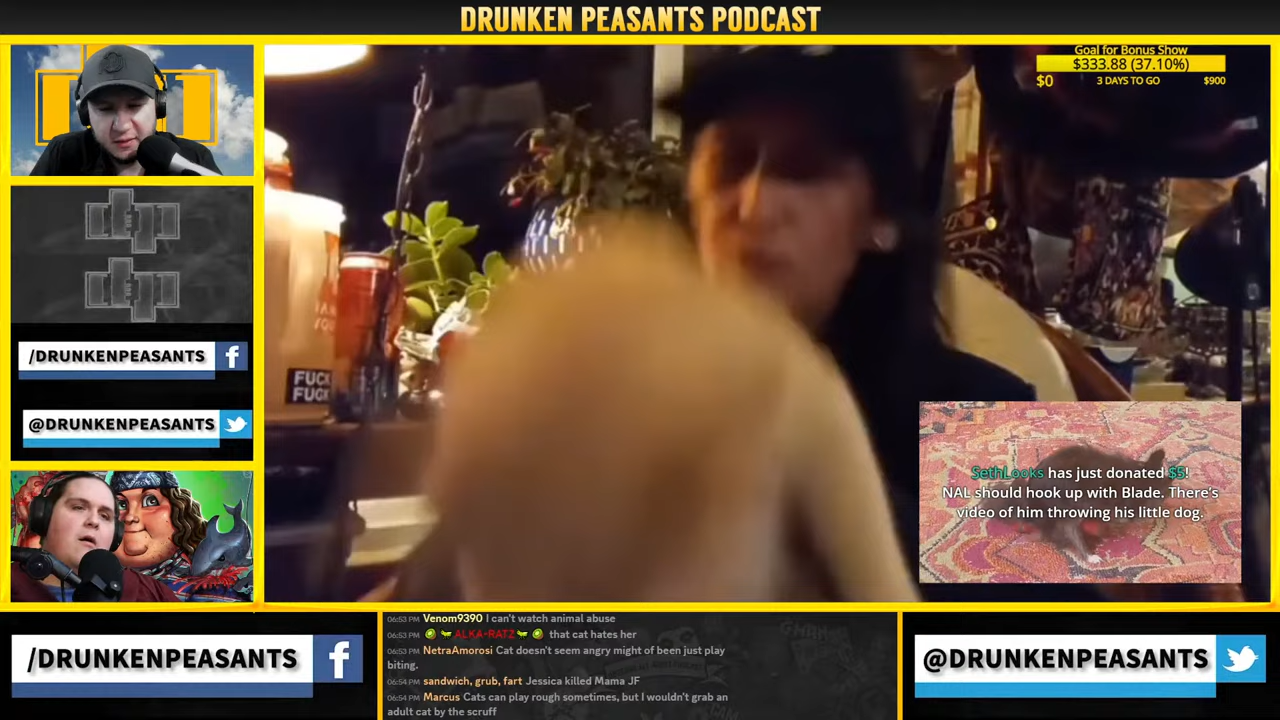 DRUNKEN PEASANTS PODCAST
Goal for Bonus Show
$333.88 (37.10%)
$0
3 DAYS TO GO
$900
/DRUNKENPEASANTS
@DRUNKENPEASANTS
FUCK
FUCK
SethLooks has just donated $5!
NAL should hook up with Blade. There's
video of him throwing his little dog.
/DRUNKENPEASANTS
06:53 PM Venom9390 I can't watch animal abuse
06:53 PM ALKA-RATZ that cat hates her
06:53 PM NetraAmorosi Cat doesn't seem angry might of been just play
biting.
06:54 PM sandwich, grub, fart Jessica killed Mama JF
06:54 PM Marcus Cats can play rough sometimes, but I wouldn't grab an
adult cat by the scruff
@DRUNKENPEASANTS